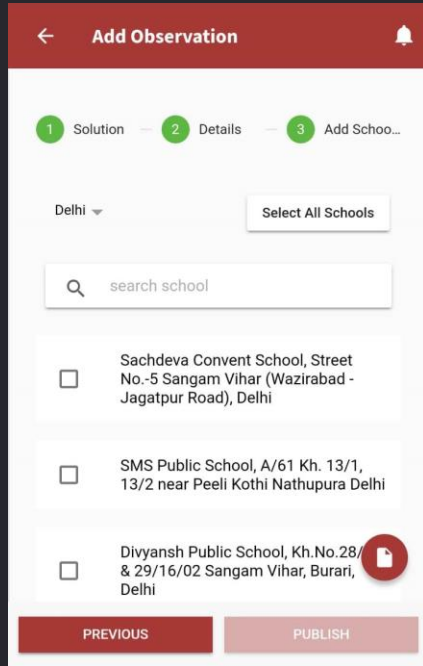 Add Observation
1 Solution 2 Details 3 Add Schoo...
Delhi
Select All Schools
search school
Sachdeva Convent School, Street
No.-5 Sangam Vihar (Wazirabad -
Jagatpur Road), Delhi
SMS Public School, A/61 Kh. 13/1,
13/2 near Peeli Kothi Nathupura Delhi
Divyansh Public School, Kh.No.28/
& 29/16/02 Sangam Vihar, Burari,
Delhi
PREVIOUS
PUBLISH